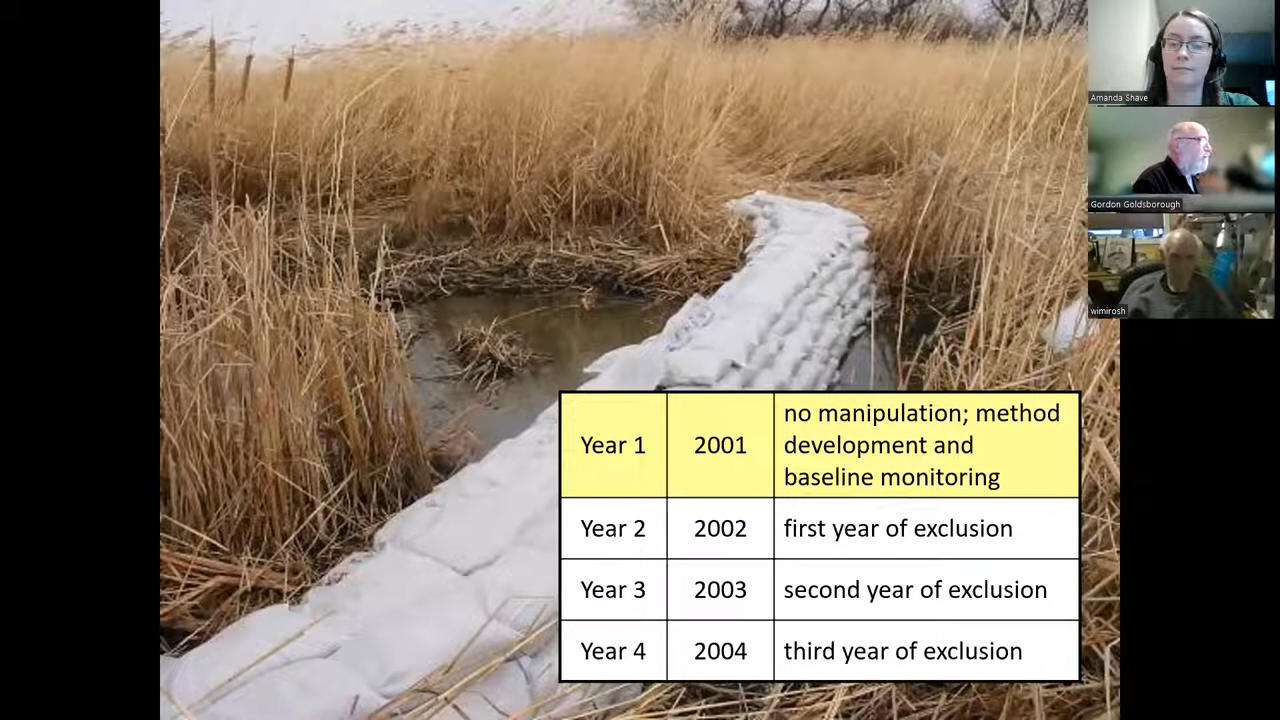 Amanda Shave
Gordon Goldsborough
wimirosh
Year 1 2001 no manipulation; method
development and
baseline monitoring
Year 2 2002 first year of exclusion
Year 3 2003 second year of exclusion
Year 4 2004 third year of exclusion